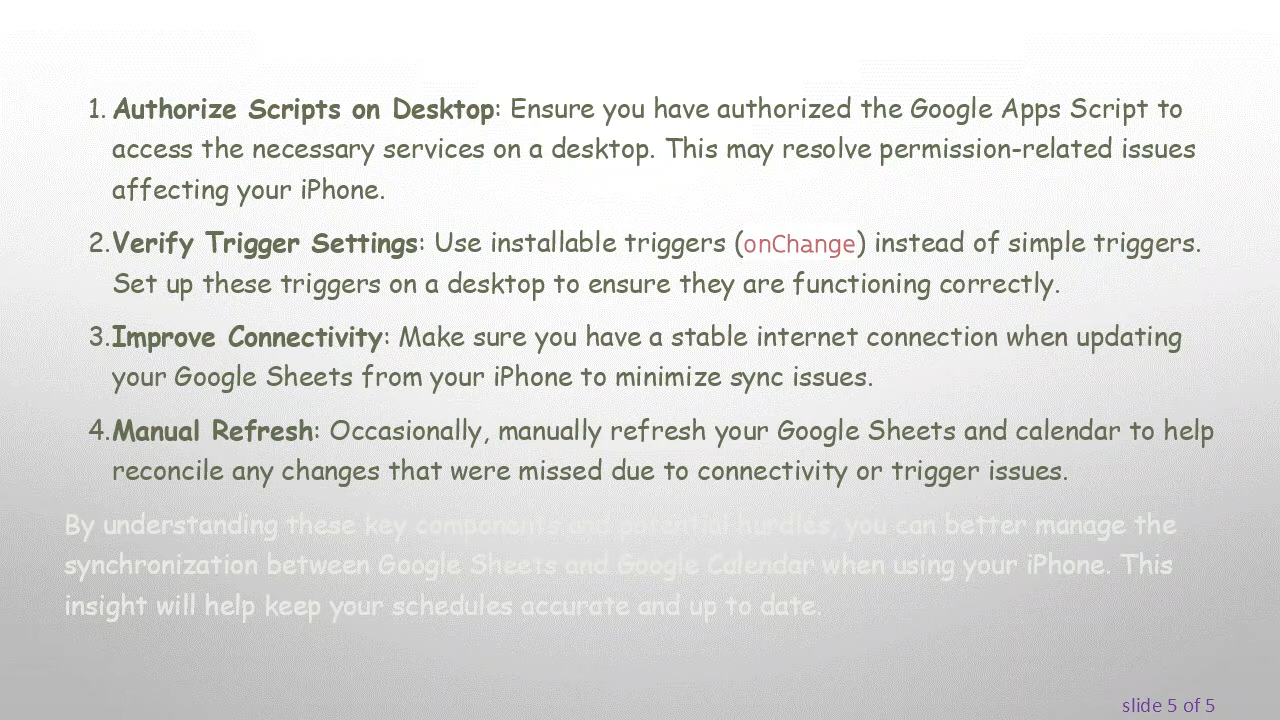 1. Authorize Scripts on Desktop: Ensure you have authorized the Google Apps Script to
access the necessary services on a desktop. This may resolve permission-related issues
affecting your iPhone.
2. Verify Trigger Settings: Use installable triggers (onChange) instead of simple triggers.
Set up these triggers on a desktop to ensure they are functioning correctly.
3. Improve Connectivity: Make sure you have a stable internet connection when updating
your Google Sheets from your iPhone to minimize sync issues.
4. Manual Refresh: Occasionally, manually refresh your Google Sheets and calendar to help
reconcile any changes that were missed due to connectivity or trigger issues.
By understanding these key components and potential hurdles, you can better manage the
synchronization between Google Sheets and Google Calendar when using your iPhone. This
insight will help keep your schedules accurate and up to date.
slide 5 of 5